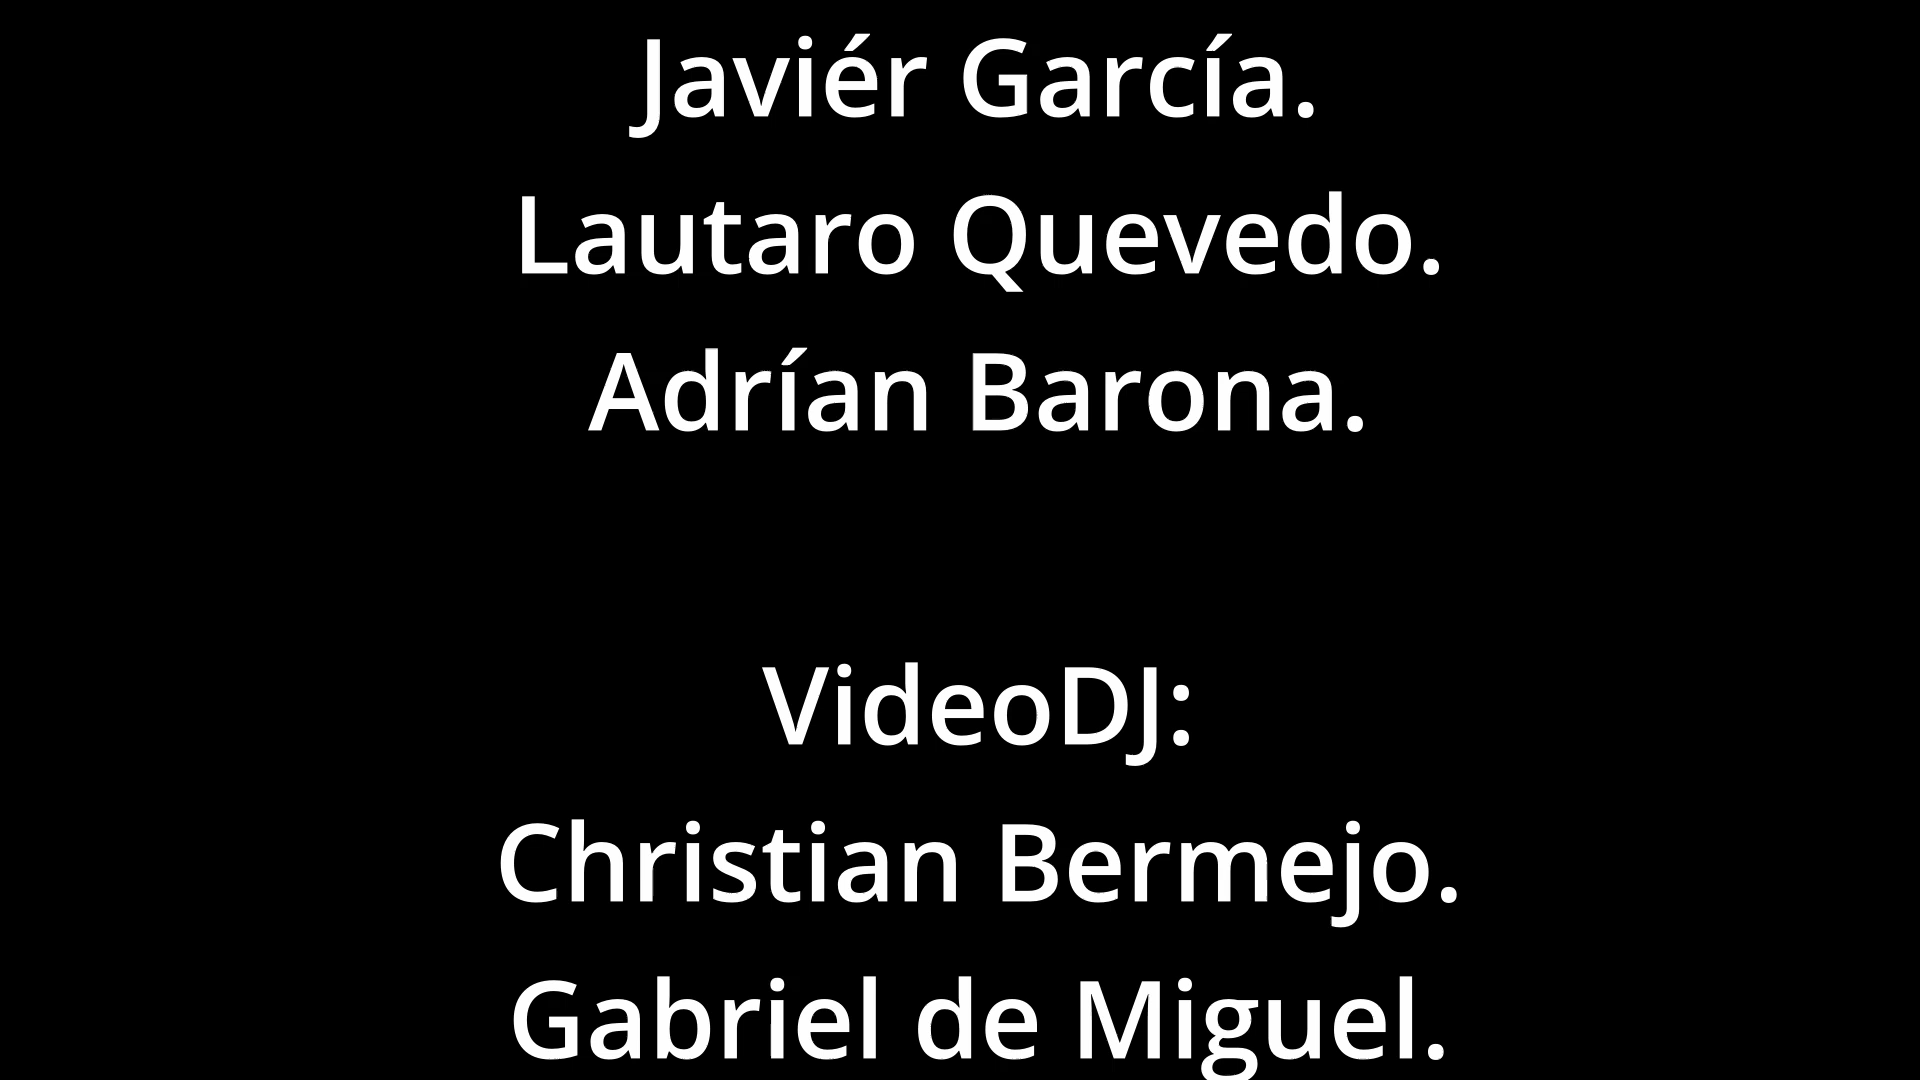 Javiér García.
Lautaro Quevedo.
Adrían Barona.
VideoDJ:
Christian Bermejo.
Gabriel de Miguel.